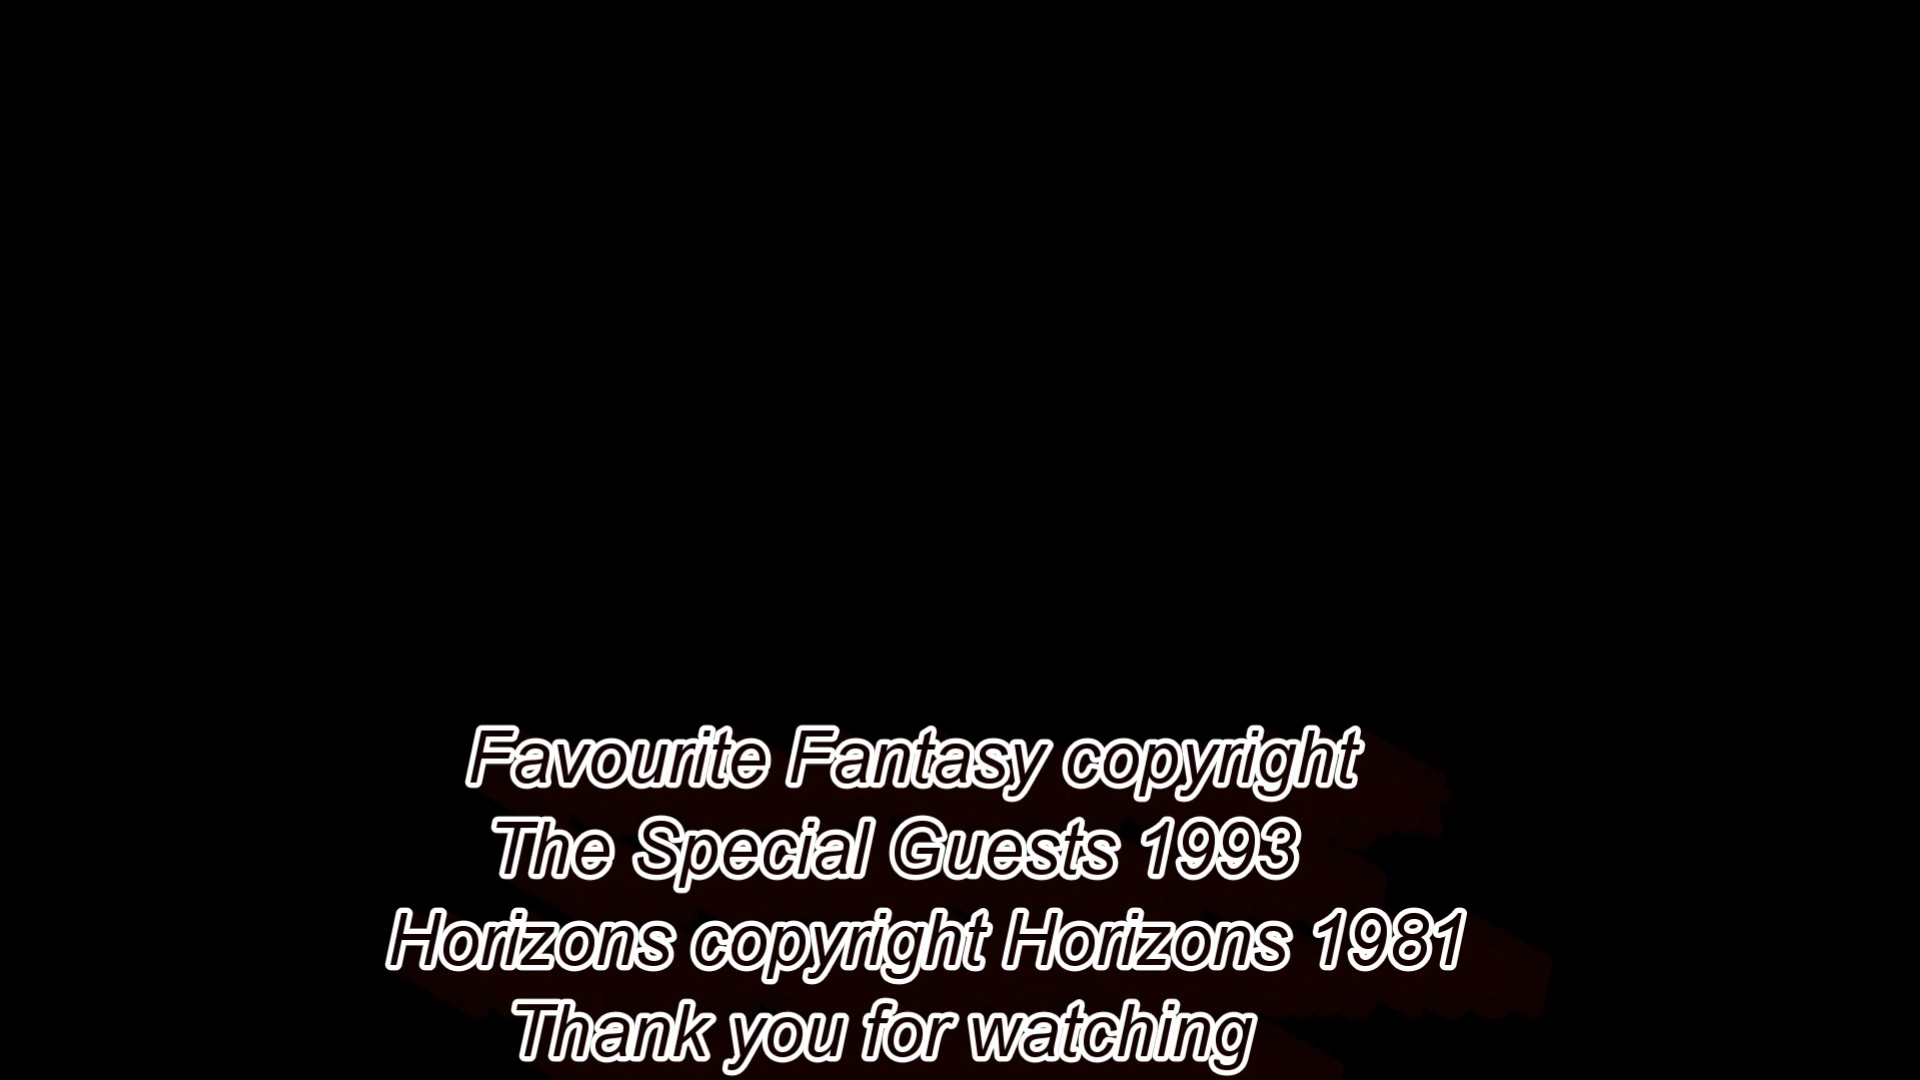 Favourite Fantasy copyright
The Special Guests 1993
Horizons copyright Horizons 1981
Thank you for watching